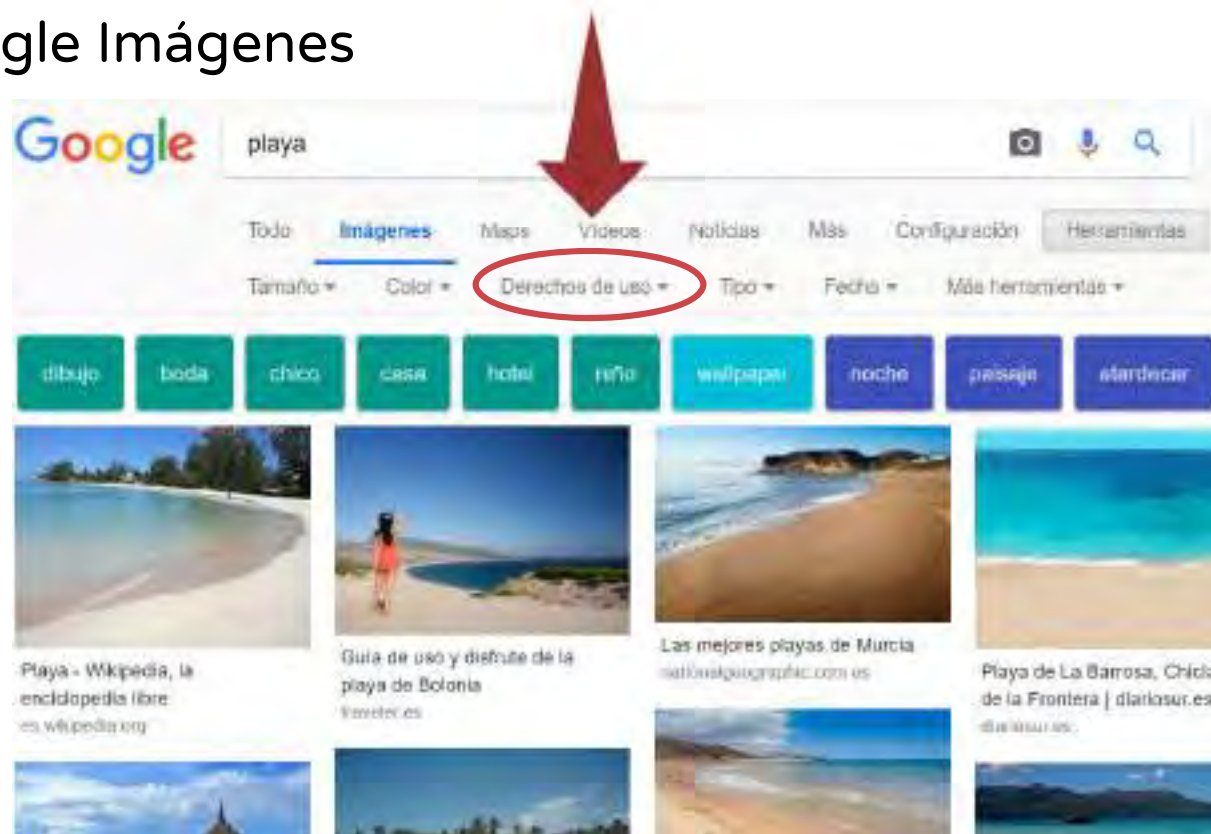 gle Imágenes
Google playa
Todo Imágenes Maps Vídeos Noticias Más Configuración Herramientas
Tamaño Color Derechos de uso Tipo Fecha Más herramientas
dibujo boda chico casa hotel niño wallpaper noche paisaje atardecer
Playa - Wikipedia, la
enciclopedia libre
es.wikipedia.org
Guía de uso y disfrute de la
playa de Bolonia
traveler.es
Las mejores playas de Murcia
nationalgeographic.com.es
Playa de La Barrosa, Chicla
de la Frontera | diariosur.es
diariosur.es